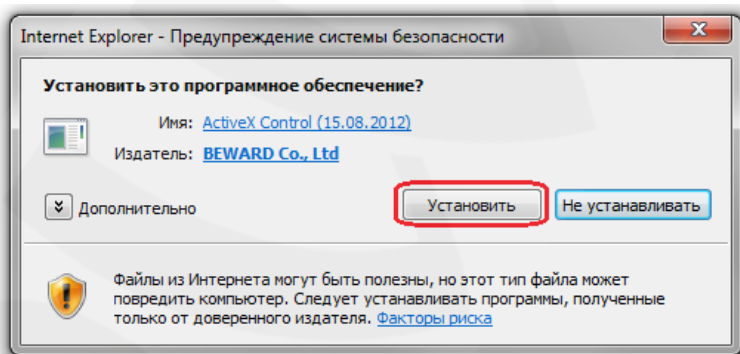 Internet Explorer - Предупреждение системы безопасности
Установить это программное обеспечение?
Имя: ActiveX Control (15.08.2012)
Издатель: BEWARD Co., Ltd
Дополнительно Установить Не устанавливать
Файлы из Интернета могут быть полезны, но этот тип файла может
повредить компьютер. Следует устанавливать программы, полученные
только от доверенного издателя. Факторы риска